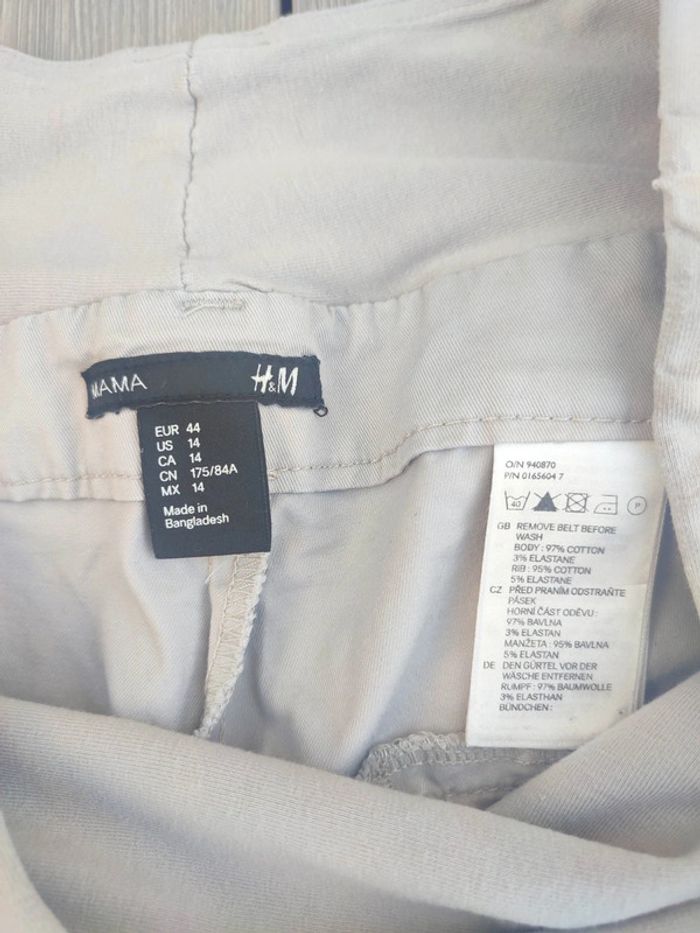 MAMA H&M
EUR 44
US 14
CA 14
CN 175/84A
MX 14
Made in
Bangladesh
O/N 940870
P/N 0165604 7
40 P
GB REMOVE BELT BEFORE
WASH
BODY : 97% COTTON
3% ELASTANE
RIB : 95% COTTON
5% ELASTANE
CZ PŘED PRANÍM ODSTRAŇTE
PÁSEK
HORNÍ ČÁST ODĚVU :
97% BAVLNA
3% ELASTAN
MANŽETA : 95% BAVLNA
5% ELASTAN
DE DEN GÜRTEL VOR DER
WÄSCHE ENTFERNEN
RUMPF : 97% BAUMWOLLE
3% ELASTHAN
BÜNDCHEN :